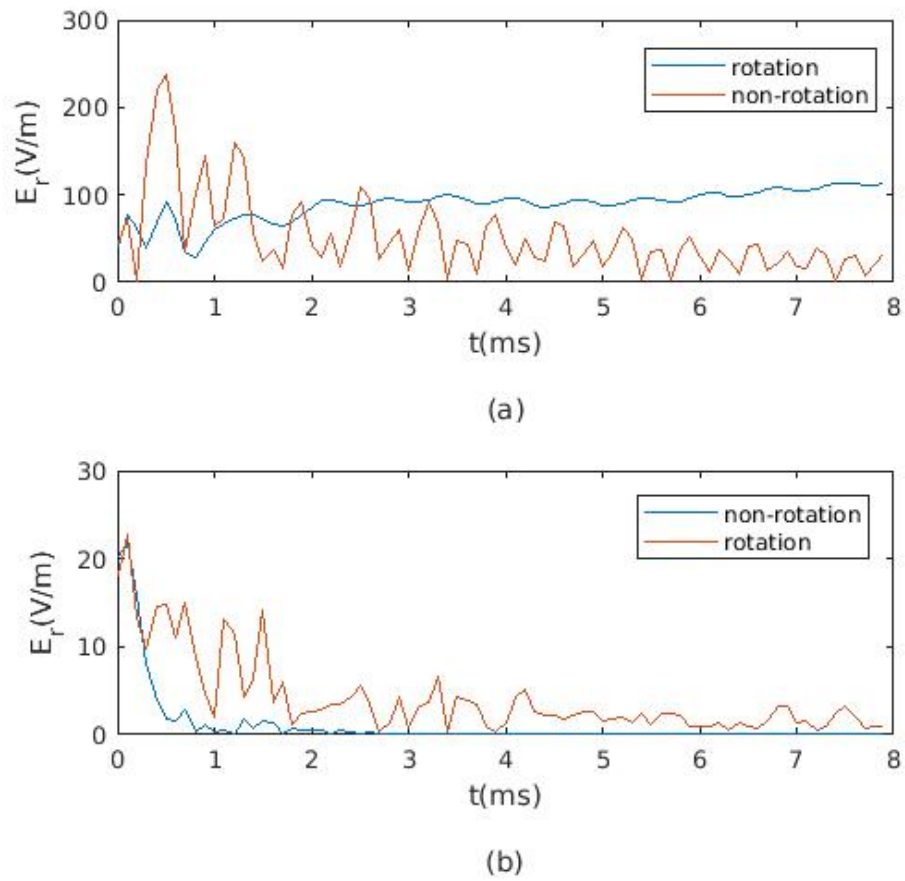 300
200
100
0
E_r(V/m)
rotation
non-rotation
0 1 2 3 4 5 6 7 8
t(ms)
(a)
30
20
10
0
E_r(V/m)
non-rotation
rotation
0 1 2 3 4 5 6 7 8
t(ms)
(b)